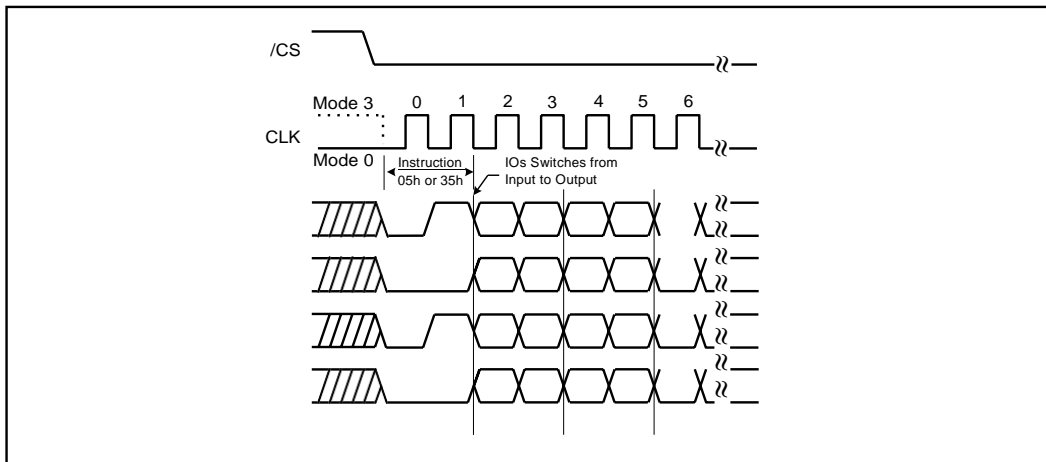 /CS
Mode 3 0 1 2 3 4 5 6
CLK
Mode 0
Instruction
05h or 35h
IOs Switches from
Input to Output